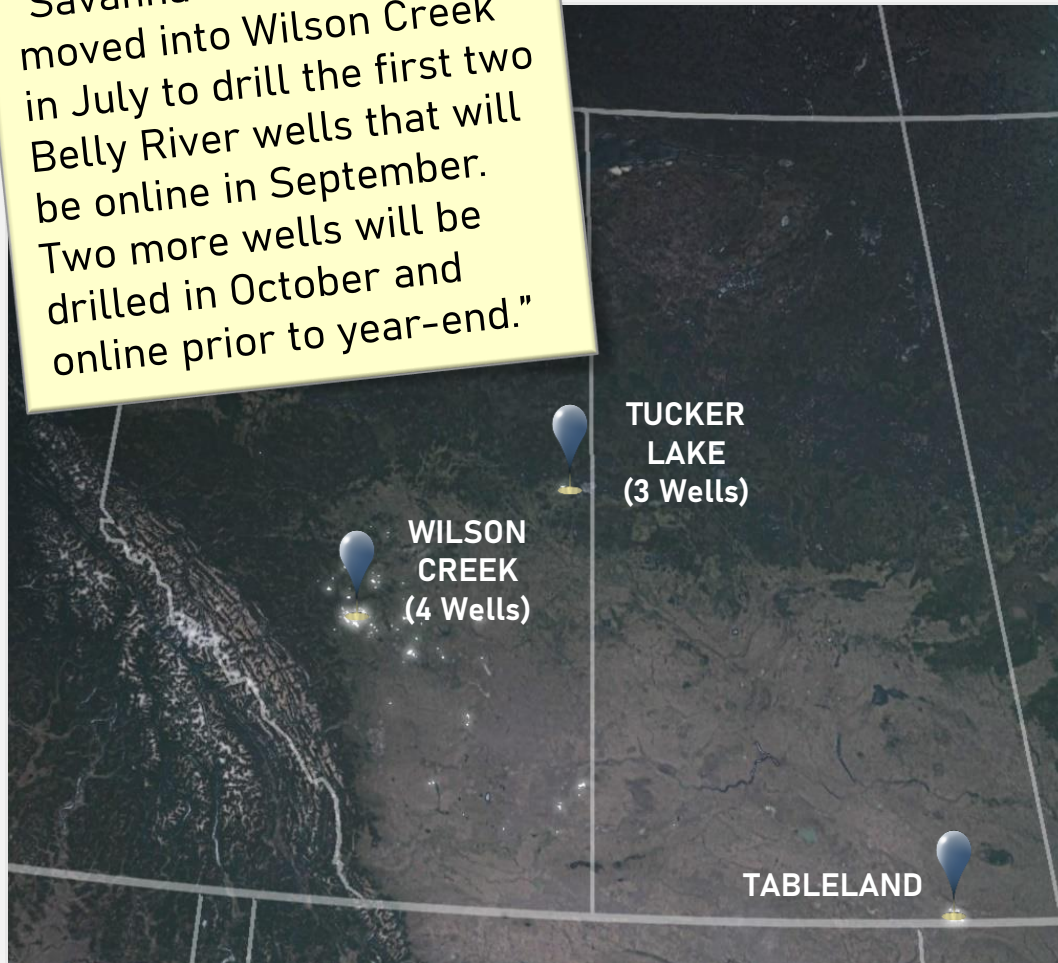 moved into Wilson Creek
in July to drill the first two
Belly River wells that will
be online in September.
Two more wells will be
drilled in October and
online prior to year-end.”
TUCKER
LAKE
(3 Wells)
WILSON
CREEK
(4 Wells)
TABLELAND